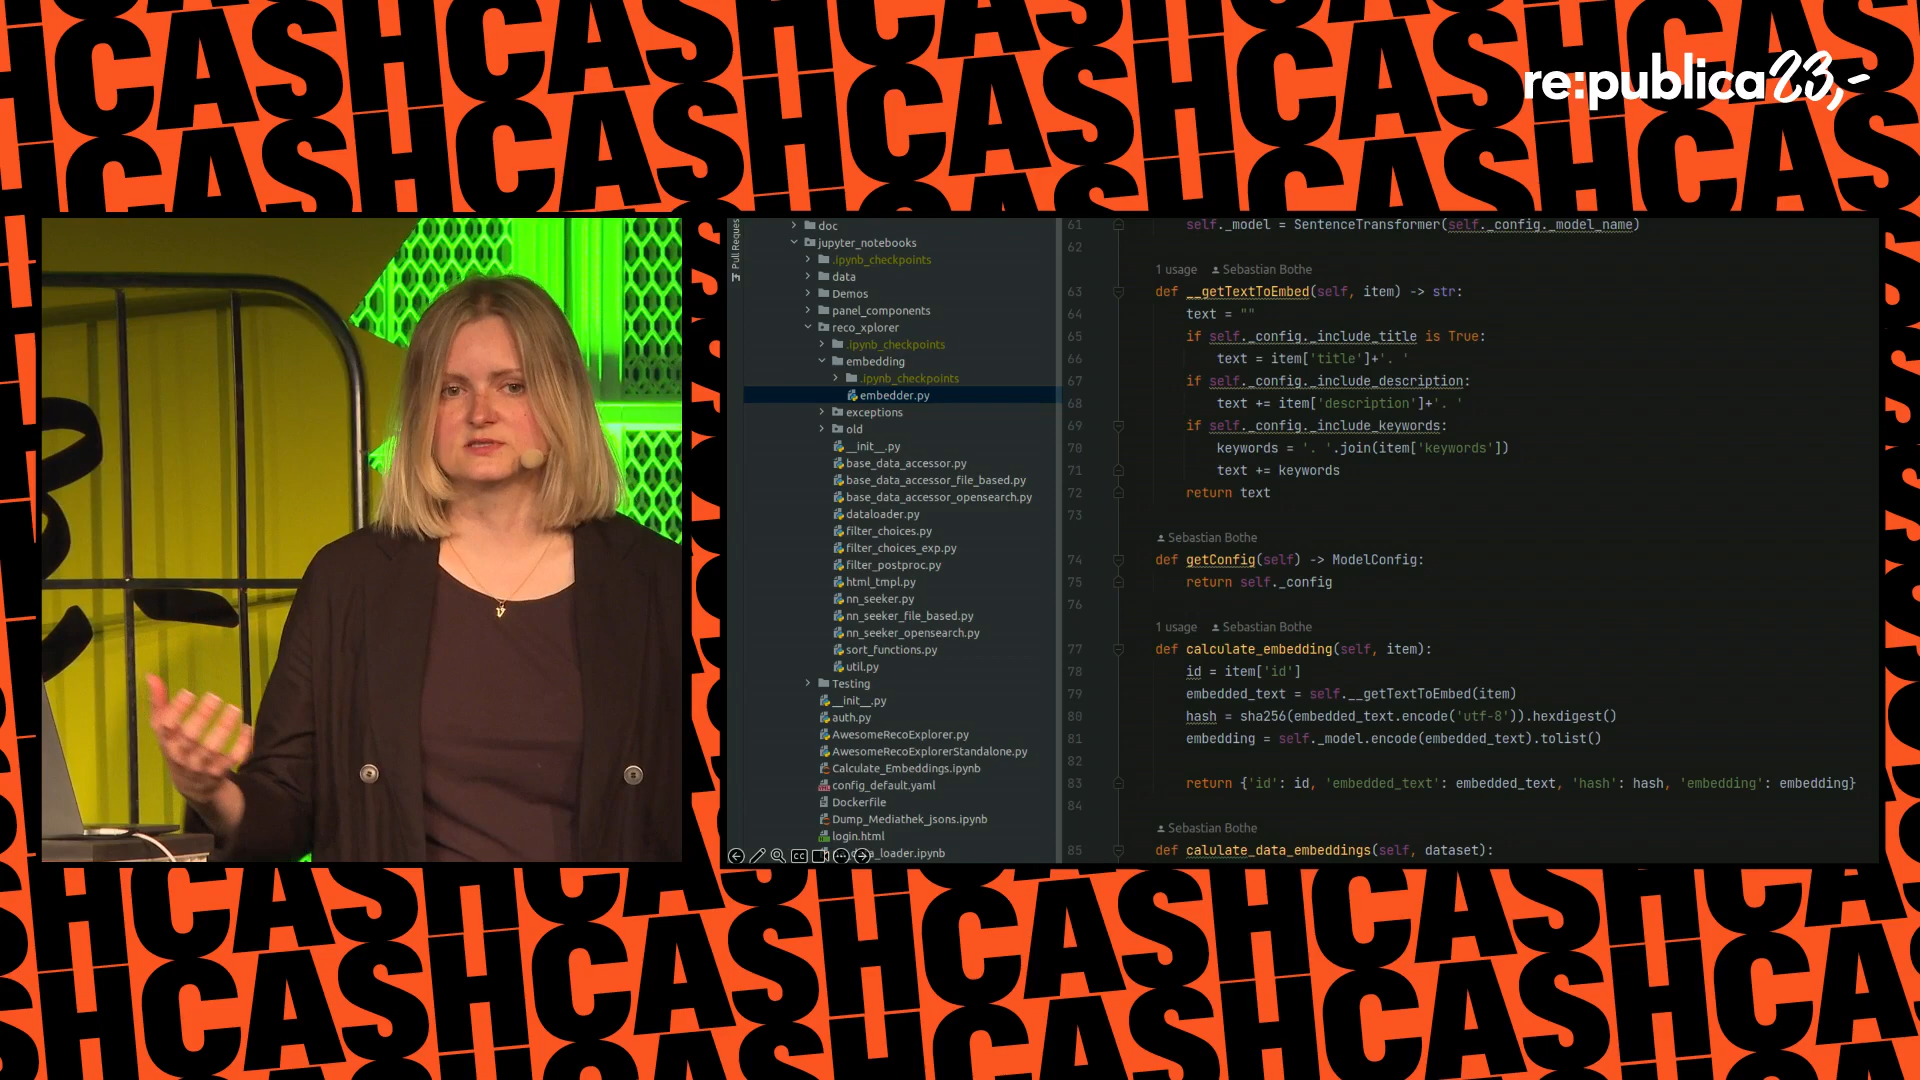 CASHCASHCASHCASHCASH
re:publica23,-
Pull Reques
doc
jupyter_notebooks
.ipynb_checkpoints
data
Demos
panel_components
reco_xplorer
.ipynb_checkpoints
embedding
.ipynb_checkpoints
embedder.py
exceptions
old
__init__.py
base_data_accessor.py
base_data_accessor_file_based.py
base_data_accessor_opensearch.py
dataloader.py
filter_choices.py
filter_choices_exp.py
filter_postproc.py
html_tmpl.py
nn_seeker.py
nn_seeker_file_based.py
nn_seeker_opensearch.py
sort_functions.py
util.py
Testing
__init__.py
auth.py
AwesomeRecoExplorer.py
AwesomeRecoExplorerStandalone.py
Calculate_Embeddings.ipynb
config_default.yaml
Dockerfile
Dump_Mediathek_jsons.ipynb
login.html
a_loader.ipynb
61 self._model = SentenceTransformer(self._config._model_name)
62
1 usage Sebastian Bothe
63 def __getTextToEmbed(self, item) -> str:
64 text = ""
65 if self._config._include_title is True:
66 text = item['title']+'. '
67 if self._config._include_description:
68 text += item['description']+'. '
69 if self._config._include_keywords:
70 keywords = '. '.join(item['keywords'])
71 text += keywords
72 return text
73
Sebastian Bothe
74 def getConfig(self) -> ModelConfig:
75 return self._config
76
1 usage Sebastian Bothe
77 def calculate_embedding(self, item):
78 id = item['id']
79 embedded_text = self.__getTextToEmbed(item)
80 hash = sha256(embedded_text.encode('utf-8')).hexdigest()
81 embedding = self._model.encode(embedded_text).tolist()
82
83 return {'id': id, 'embedded_text': embedded_text, 'hash': hash, 'embedding': embedding}
84
Sebastian Bothe
85 def calulate_data_embeddings(self, dataset):